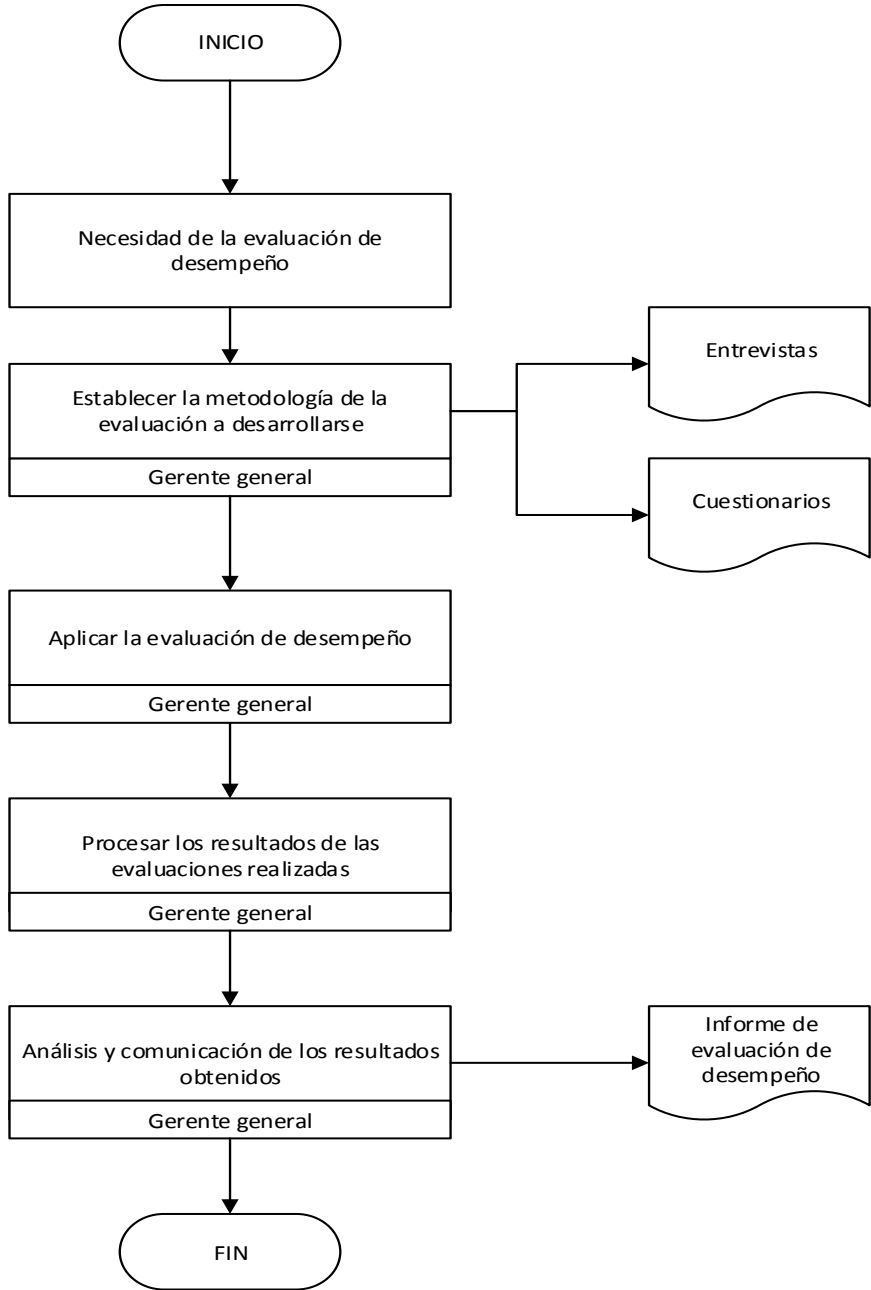 INICIO
Necesidad de la evaluación de
desempeño
Establecer la metodología de la
evaluación a desarrollarse
Gerente general
Entrevistas
Cuestionarios
Aplicar la evaluación de desempeño
Gerente general
Procesar los resultados de las
evaluaciones realizadas
Gerente general
Análisis y comunicación de los resultados
obtenidos
Gerente general
Informe de
evaluación de
desempeño
FIN